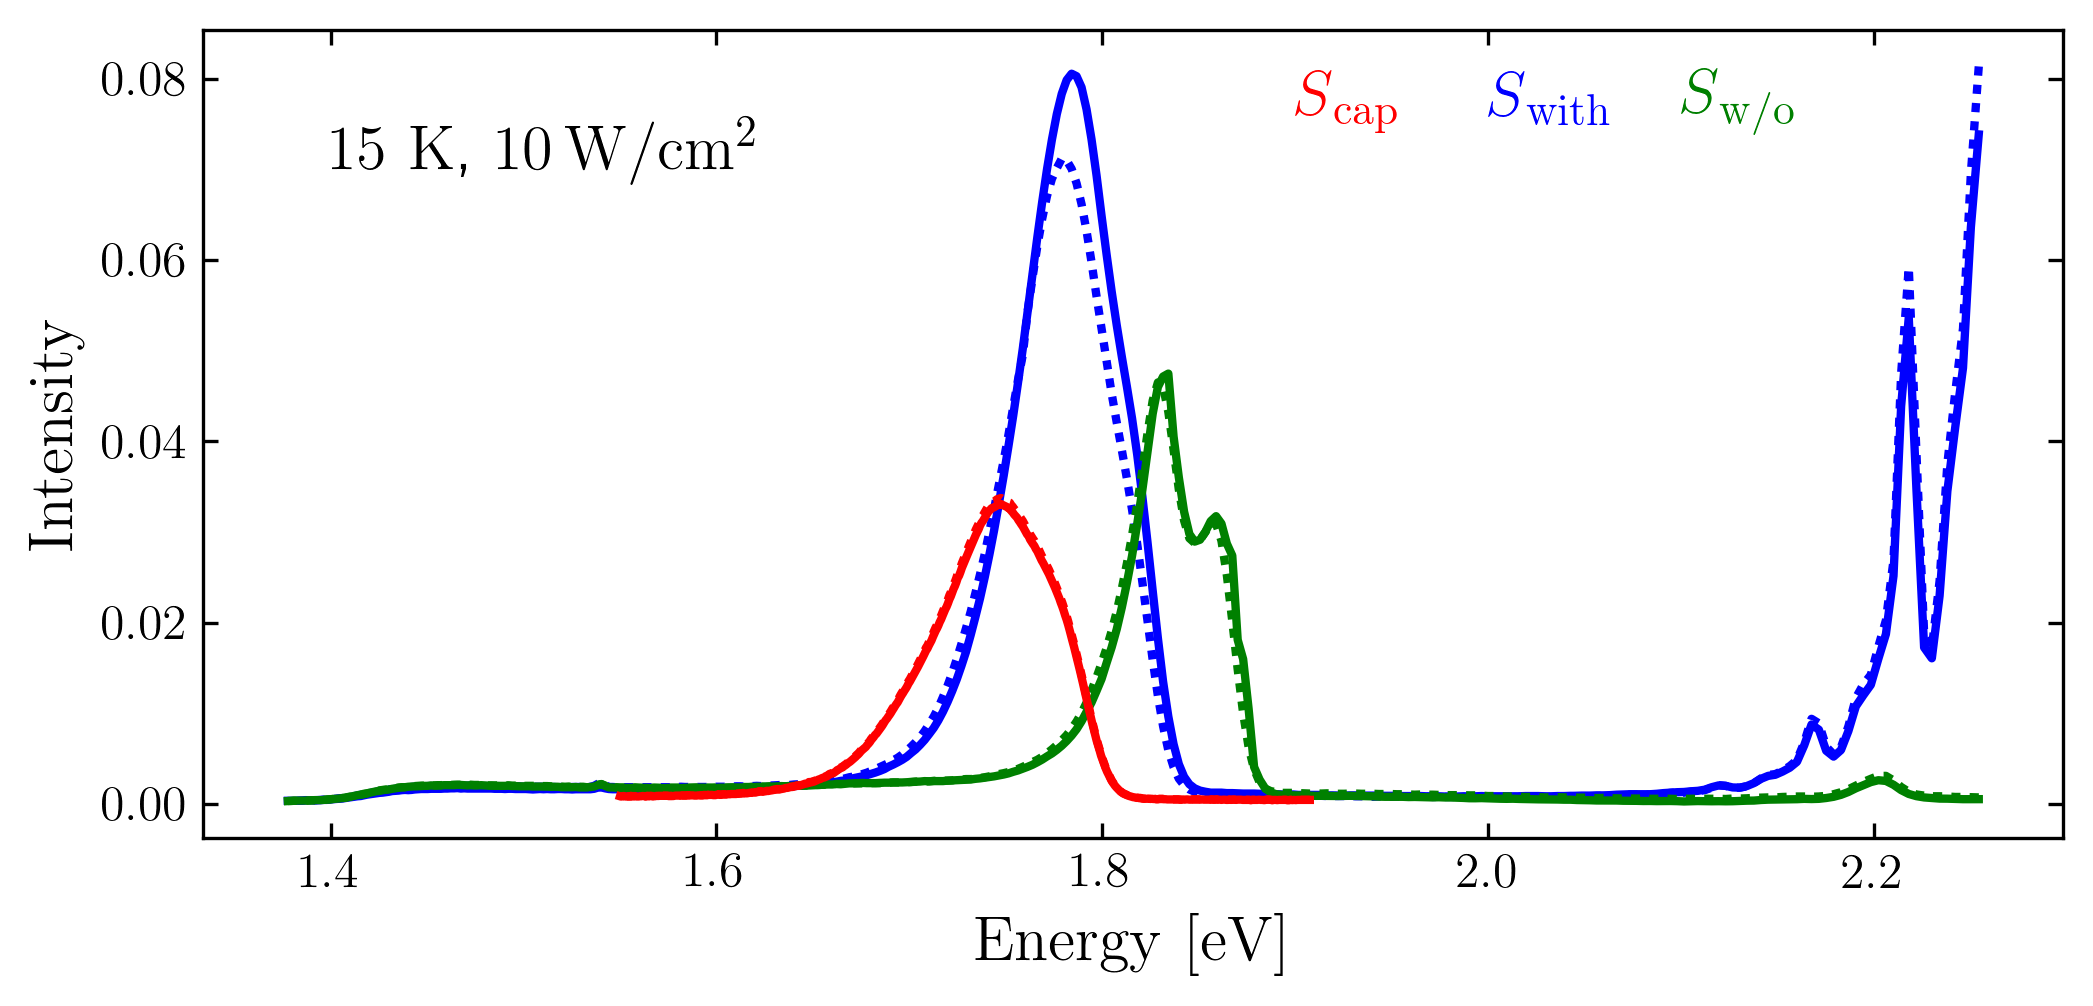 15 K, 10 W/cm²
S_cap S_with S_w/o
0.08
0.06
0.04
0.02
0.00
Intensity
1.4 1.6 1.8 2.0 2.2
Energy [eV]